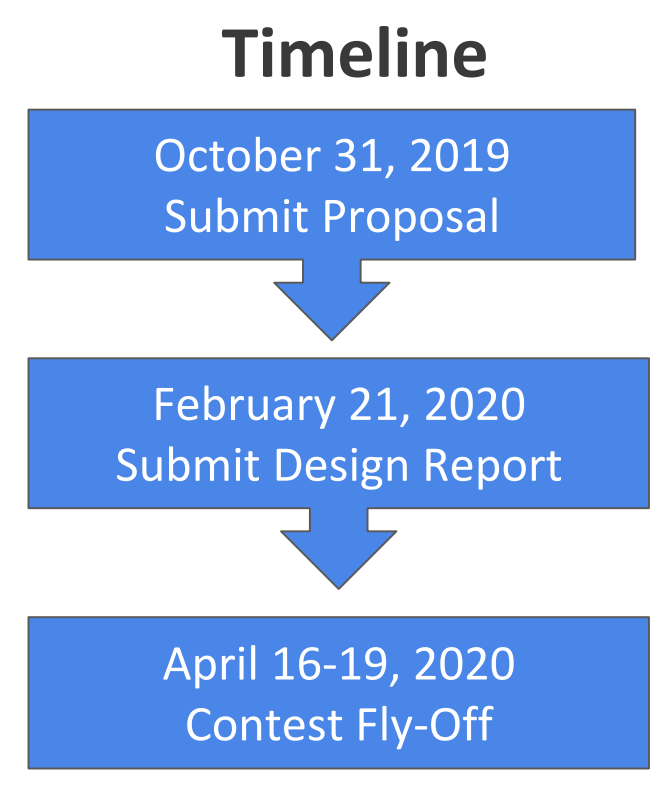 Timeline
October 31, 2019
Submit Proposal
February 21, 2020
Submit Design Report
April 16-19, 2020
Contest Fly-Off